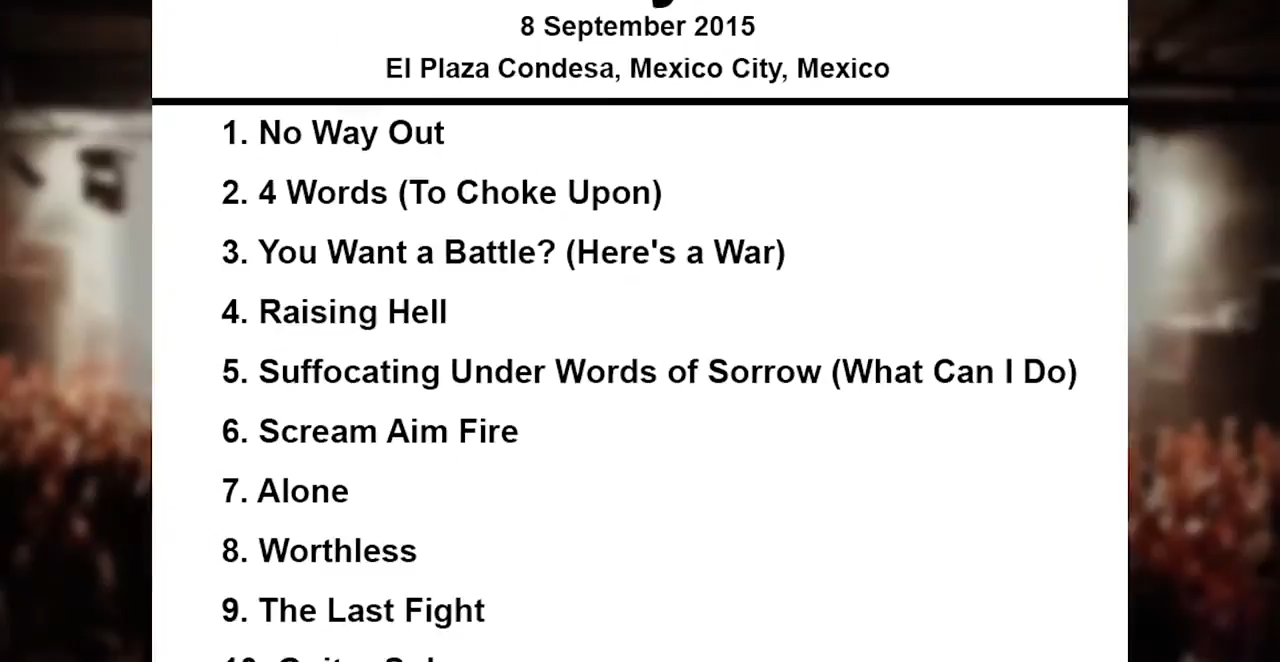 8 September 2015
El Plaza Condesa, Mexico City, Mexico
1. No Way Out
2. 4 Words (To Choke Upon)
3. You Want a Battle? (Here's a War)
4. Raising Hell
5. Suffocating Under Words of Sorrow (What Can I Do)
6. Scream Aim Fire
7. Alone
8. Worthless
9. The Last Fight